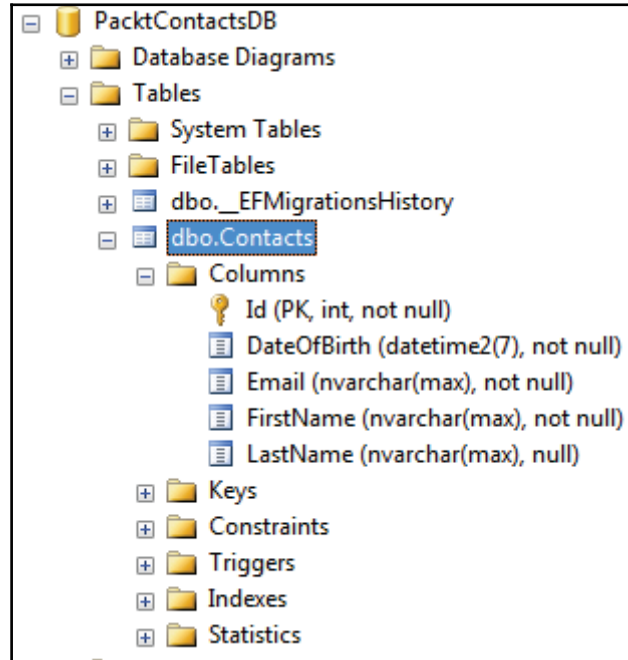 PacktContactsDB
Database Diagrams
Tables
System Tables
FileTables
dbo.__EFMigrationsHistory
dbo.Contacts
Columns
Id (PK, int, not null)
DateOfBirth (datetime2(7), not null)
Email (nvarchar(max), not null)
FirstName (nvarchar(max), not null)
LastName (nvarchar(max), null)
Keys
Constraints
Triggers
Indexes
Statistics